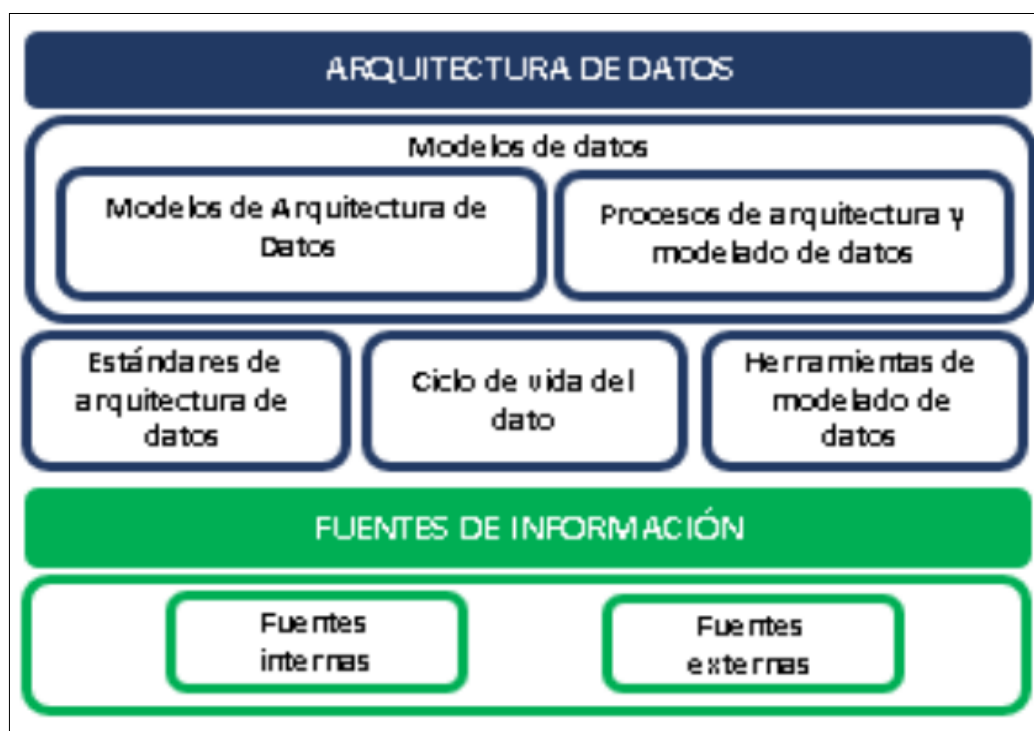 ARQUITECTURA DE DATOS
Modelos de datos
Modelos de Arquitectura de
Datos
Procesos de arquitectura y
modelado de datos
Estándares de
arquitectura de
datos
Ciclo de vida del
dato
Herramientas de
modelado de
datos
FUENTES DE INFORMACIÓN
Fuentes
internas
Fuentes
externas